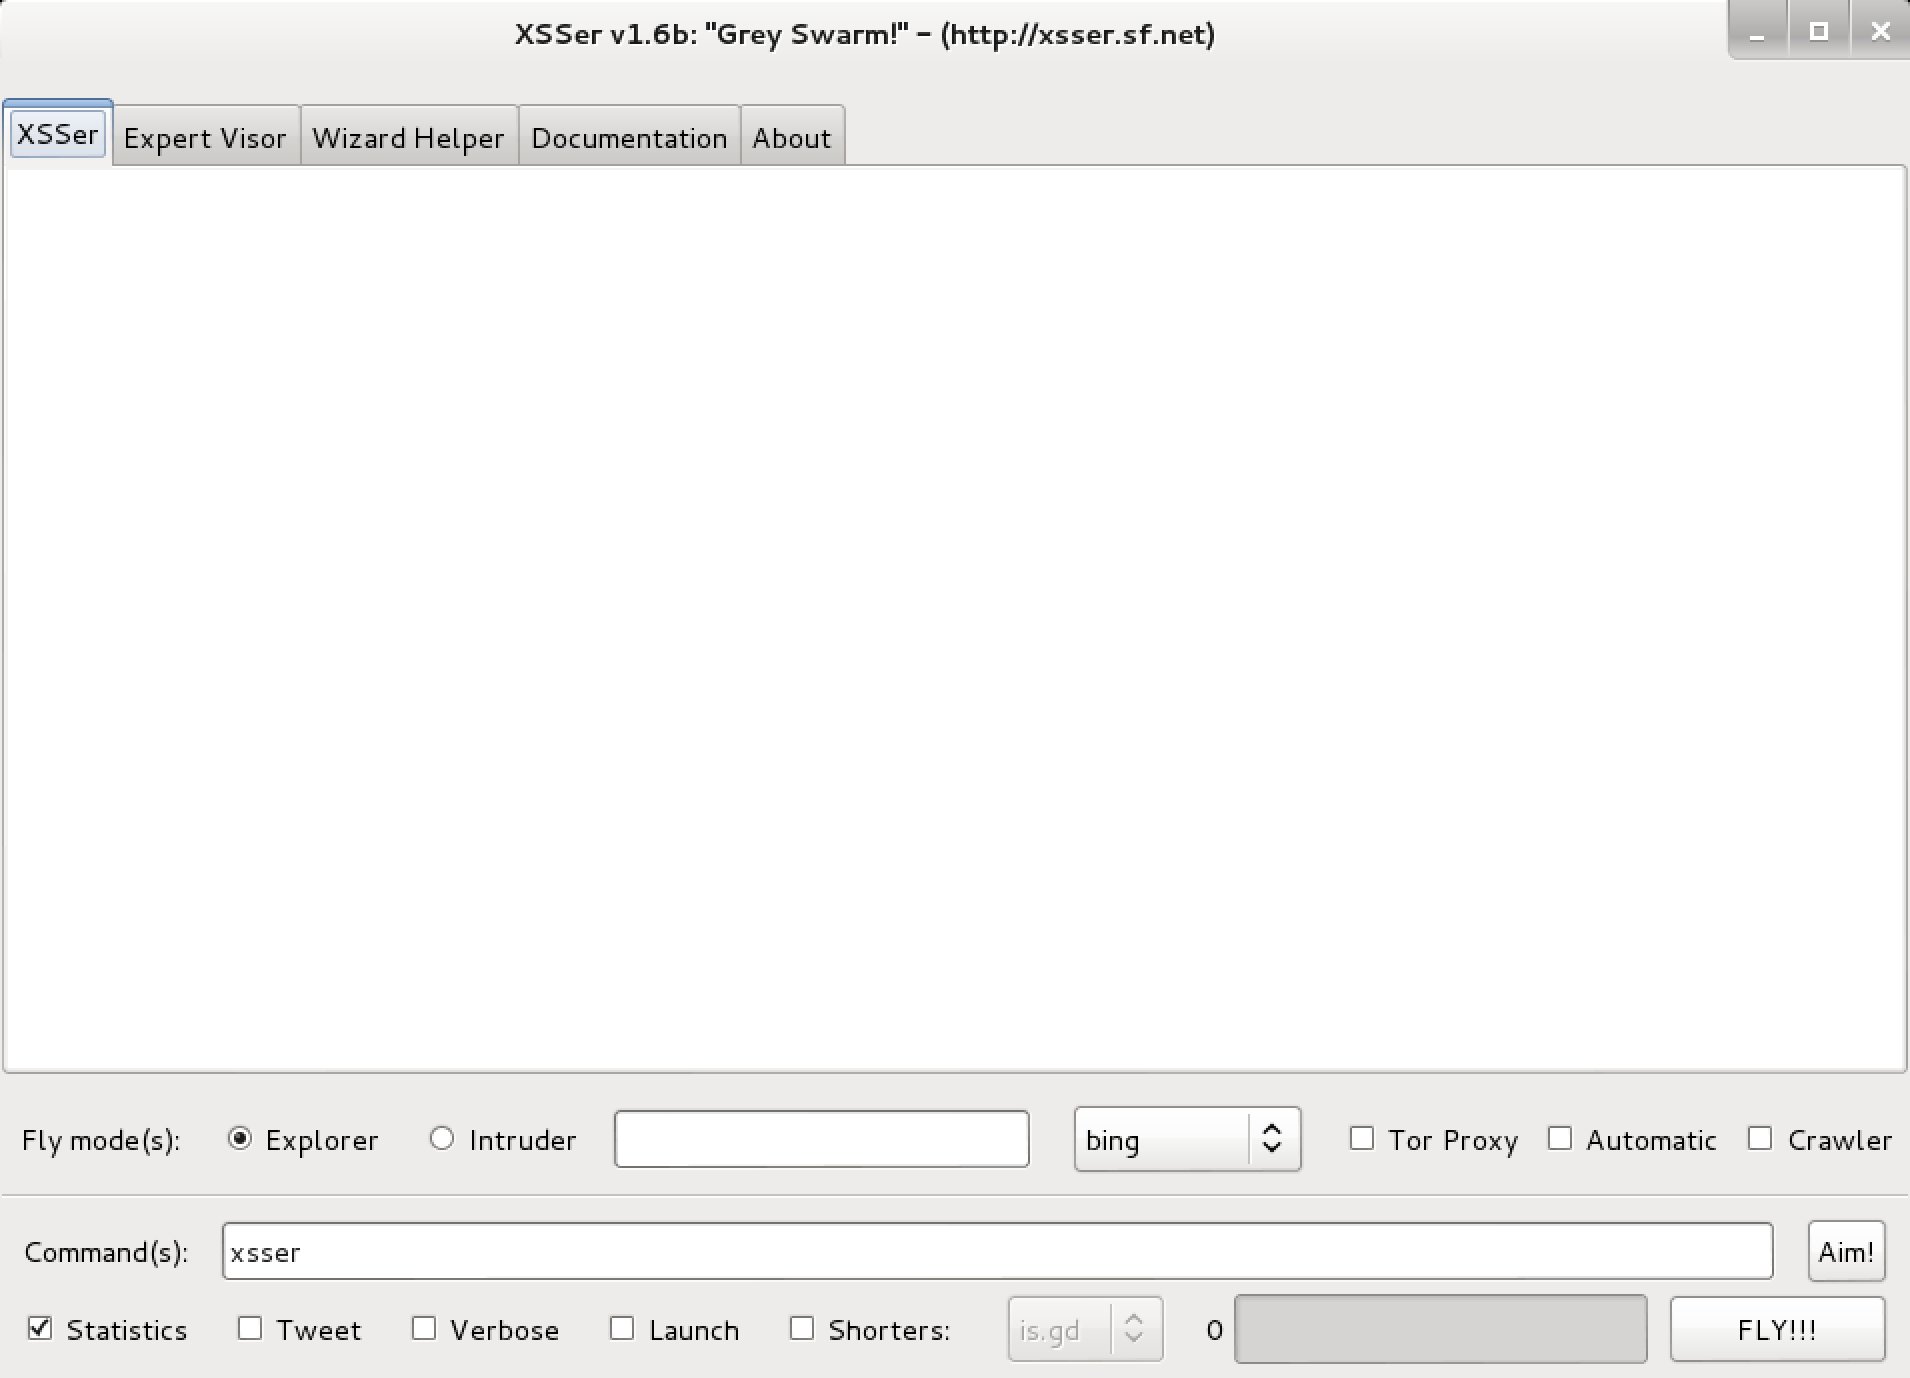 XSSer v1.6b: "Grey Swarm!" - (http://xsser.sf.net)
XSSer Expert Visor Wizard Helper Documentation About
Fly mode(s): Explorer Intruder bing Tor Proxy Automatic Crawler
Command(s): xsser Aim!
Statistics Tweet Verbose Launch Shorters: is.gd 0 FLY!!!